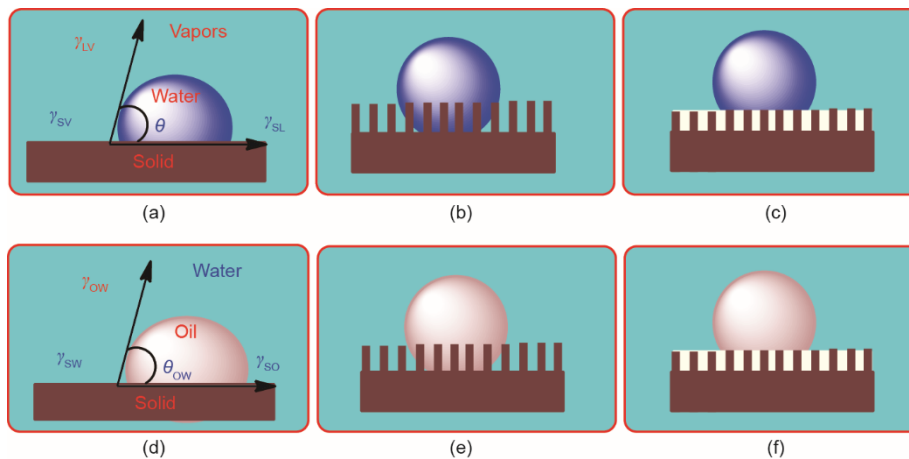 γLV
Vapors
Water
γSV
θ
γSL
Solid
(a)
(b)
(c)
Water
γOW
Oil
γSW
θOW
γSO
Solid
(d)
(e)
(f)